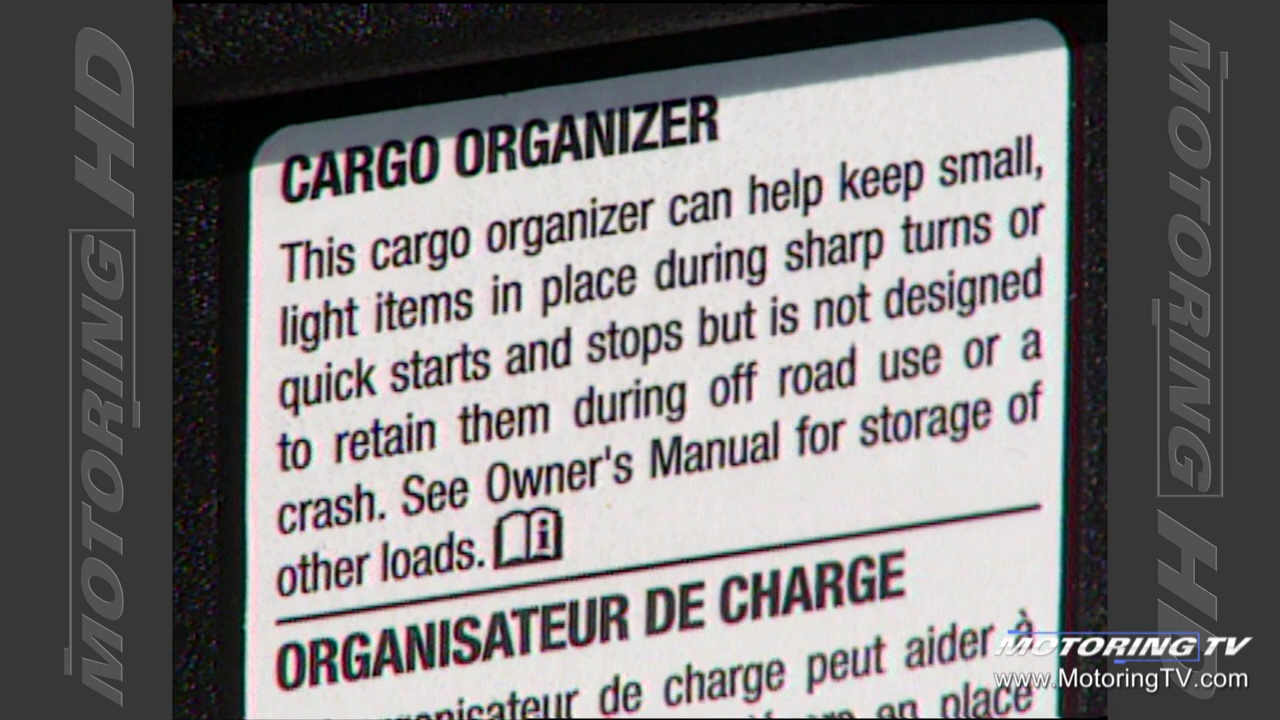 MOTORING HD
CARGO ORGANIZER
This cargo organizer can help keep small,
light items in place during sharp turns or
quick starts and stops but is not designed
to retain them during off road use or a
crash. See Owner's Manual for storage of
other loads.
ORGANISATEUR DE CHARGE
de charge peut aider à
en place
MOTORING HD
MOTORING TV
www.MotoringTV.com